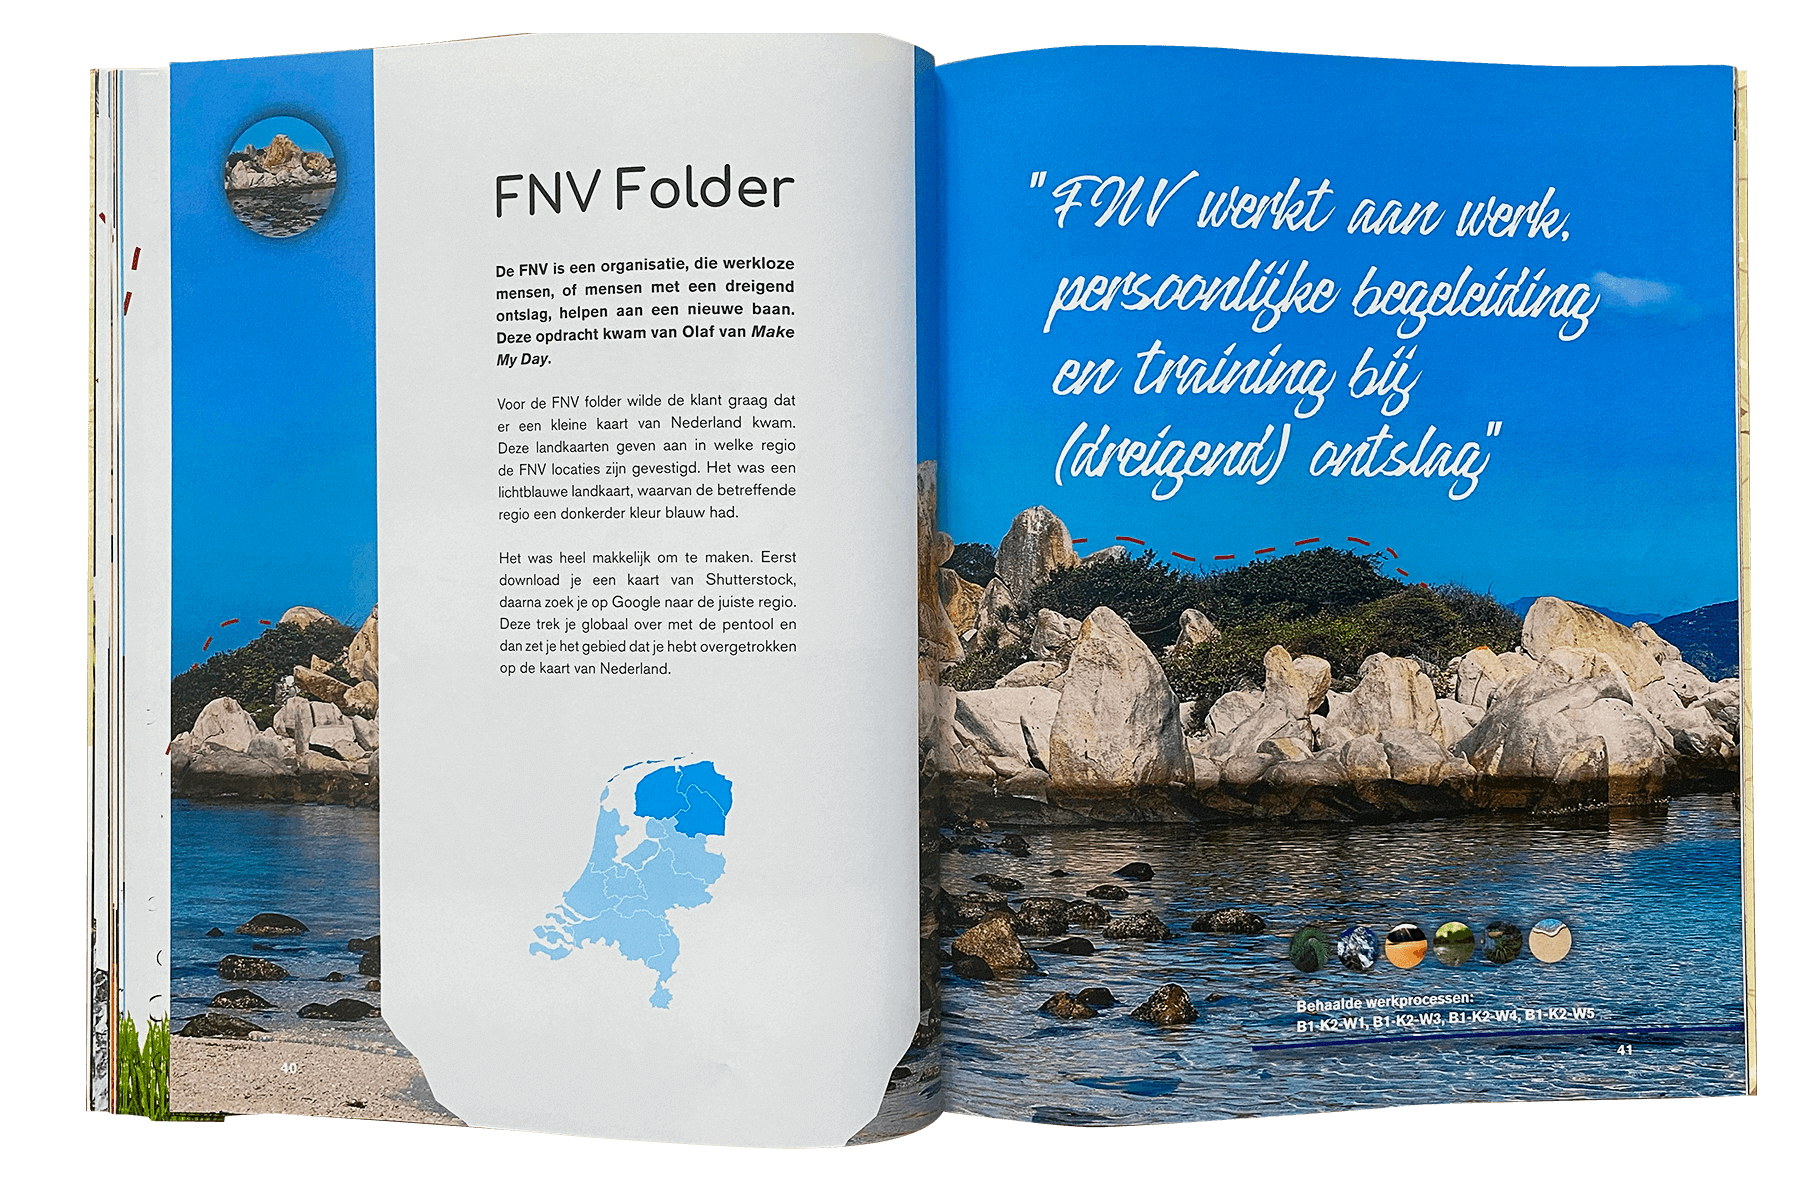 FNV Folder
De FNV is een organisatie, die werkloze
mensen, of mensen met een dreigend
ontslag, helpen aan een nieuwe baan.
Deze opdracht kwam van Olaf van Make
My Day.
Voor de FNV folder wilde de klant graag dat
er een kleine kaart van Nederland kwam.
Deze landkaarten geven aan in welke regio
de FNV locaties zijn gevestigd. Het was een
lichtblauwe landkaart, waarvan de betreffende
regio een donkerder kleur blauw had.
Het was heel makkelijk om te maken. Eerst
download je een kaart van Shutterstock,
daarna zoek je op Google naar de juiste regio.
Deze trek je globaal over met de pentool en
dan zet je het gebied dat je hebt overgetrokken
op de kaart van Nederland.
40
"FNV werkt aan werk,
persoonlijke begeleiding
en training bij
(dreigend) ontslag"
Behaalde werkprocessen:
B1-K2-W1, B1-K2-W3, B1-K2-W4, B1-K2-W5
41